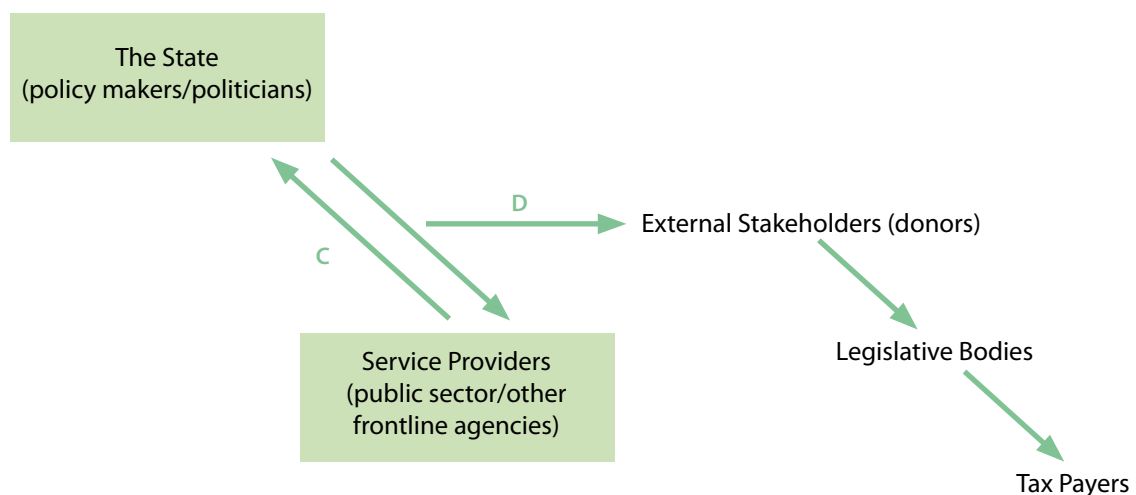 The State
(policy makers/politicians)
D
External Stakeholders (donors)
C
Service Providers
(public sector/other
frontline agencies)
Legislative Bodies
Tax Payers